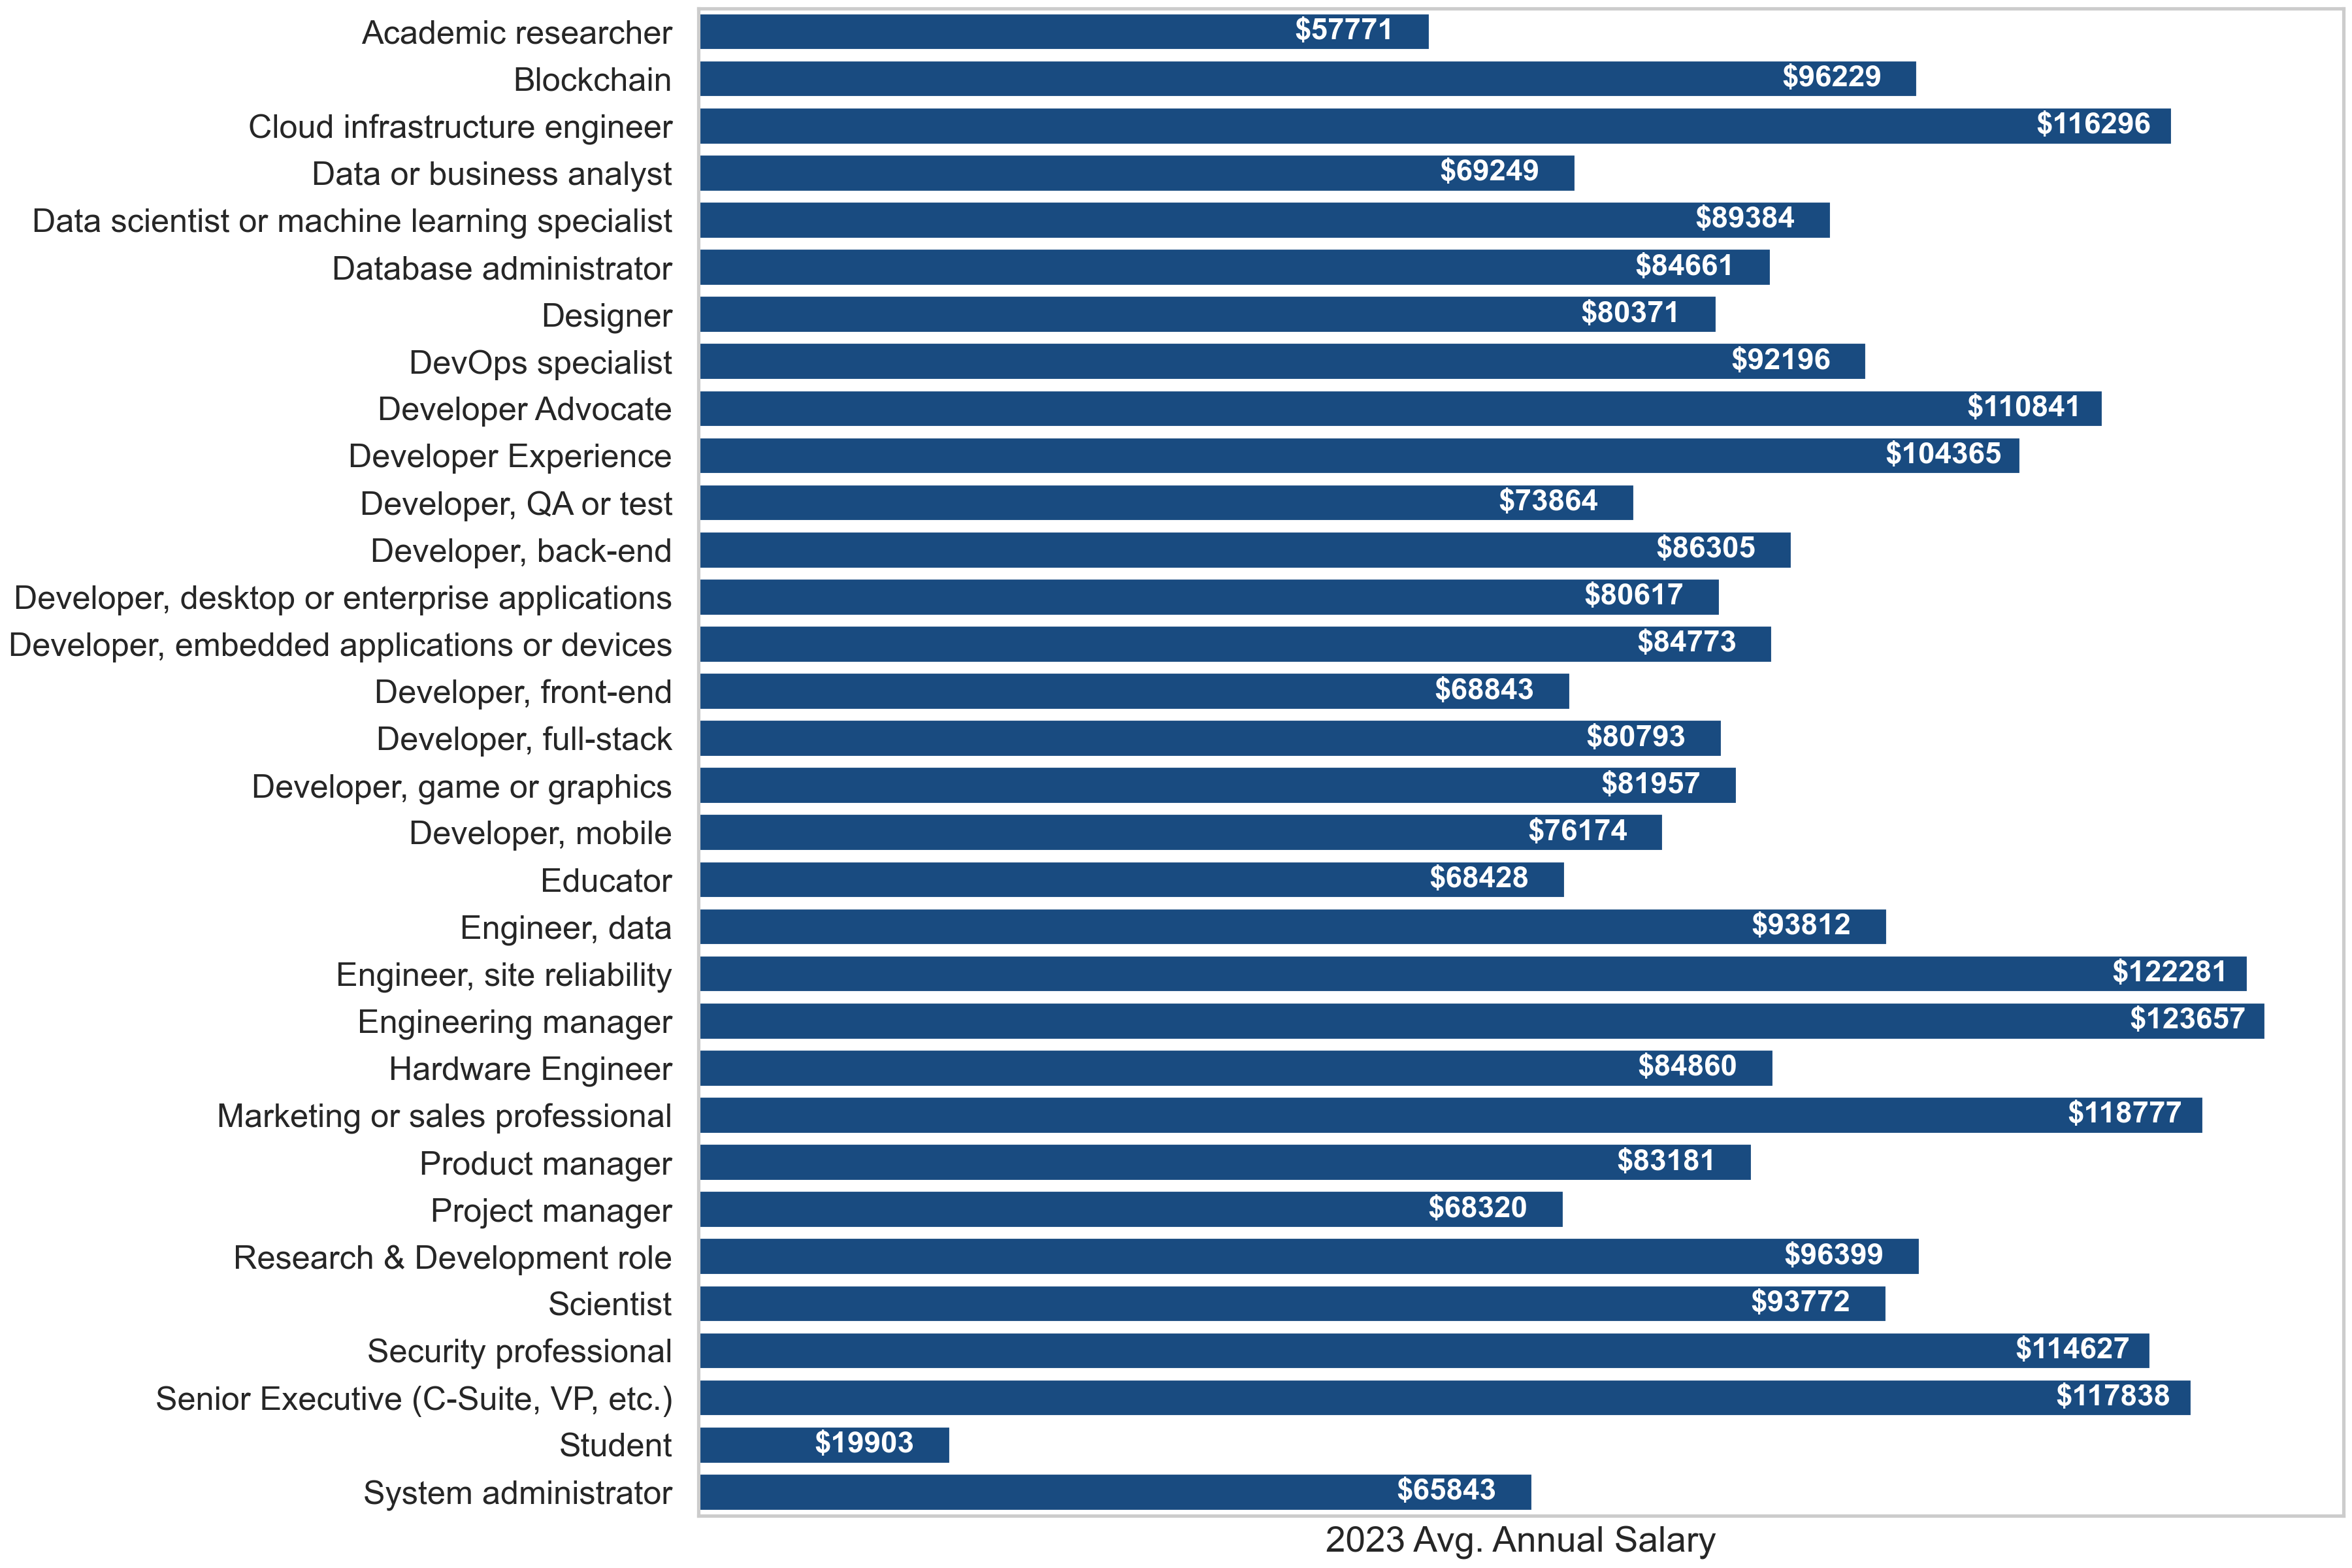 Academic researcher $57771
Blockchain $96229
Cloud infrastructure engineer $116296
Data or business analyst $69249
Data scientist or machine learning specialist $89384
Database administrator $84661
Designer $80371
DevOps specialist $92196
Developer Advocate $110841
Developer Experience $104365
Developer, QA or test $73864
Developer, back-end $86305
Developer, desktop or enterprise applications $80617
Developer, embedded applications or devices $84773
Developer, front-end $68843
Developer, full-stack $80793
Developer, game or graphics $81957
Developer, mobile $76174
Educator $68428
Engineer, data $93812
Engineer, site reliability $122281
Engineering manager $123657
Hardware Engineer $84860
Marketing or sales professional $118777
Product manager $83181
Project manager $68320
Research & Development role $96399
Scientist $93772
Security professional $114627
Senior Executive (C-Suite, VP, etc.) $117838
Student $19903
System administrator $65843
2023 Avg. Annual Salary